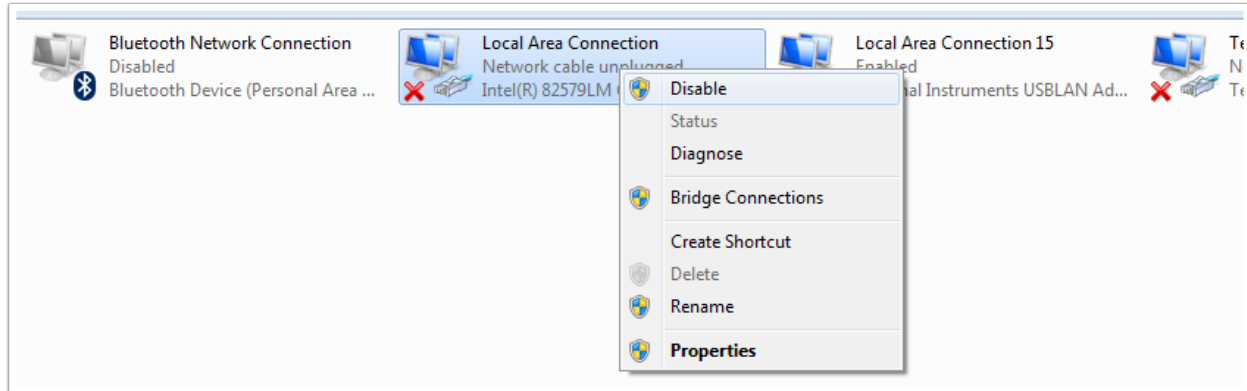 Bluetooth Network Connection
Disabled
Bluetooth Device (Personal Area ...
Local Area Connection
Network cable unplugged
Intel(R) 82579LM
Local Area Connection 15
Enabled
nal Instruments USBLAN Ad...
Te
N
Te
Disable
Status
Diagnose
Bridge Connections
Create Shortcut
Delete
Rename
Properties